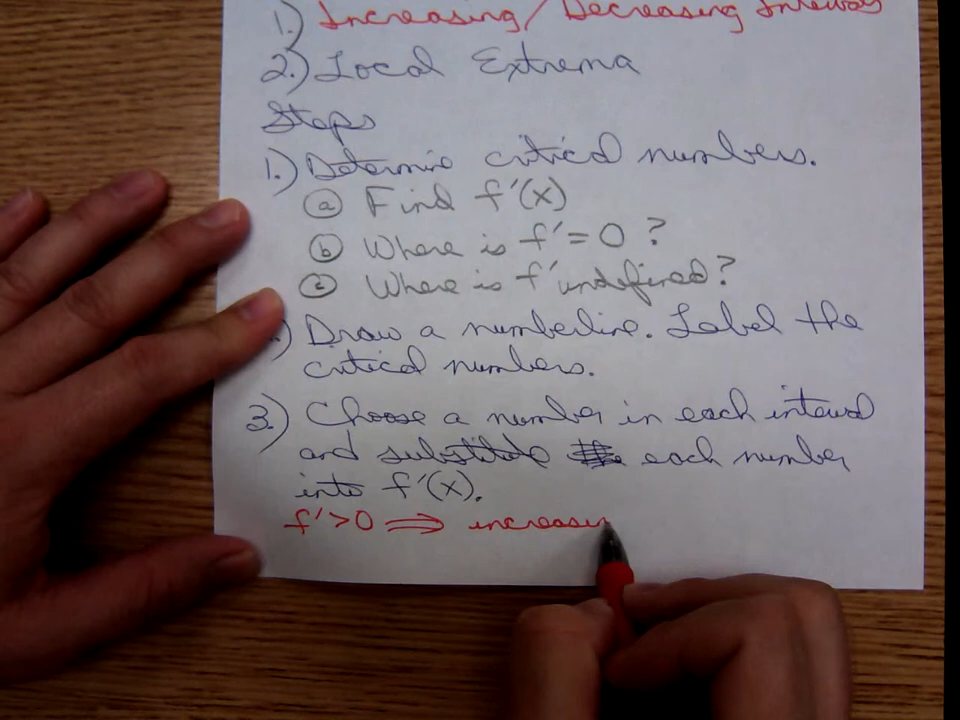 1.) Increasing/Decreasing Intervals
2.) Local Extrema
Steps
1.) Determine critical numbers.
(a) Find f'(x)
(b) Where is f' = 0 ?
(c) Where is f' undefined?
.) Draw a numberline. Label the
critical numbers.
3.) Choose a number in each interval
and substitute each number
into f'(x).
f' > 0 ⟹ increasin